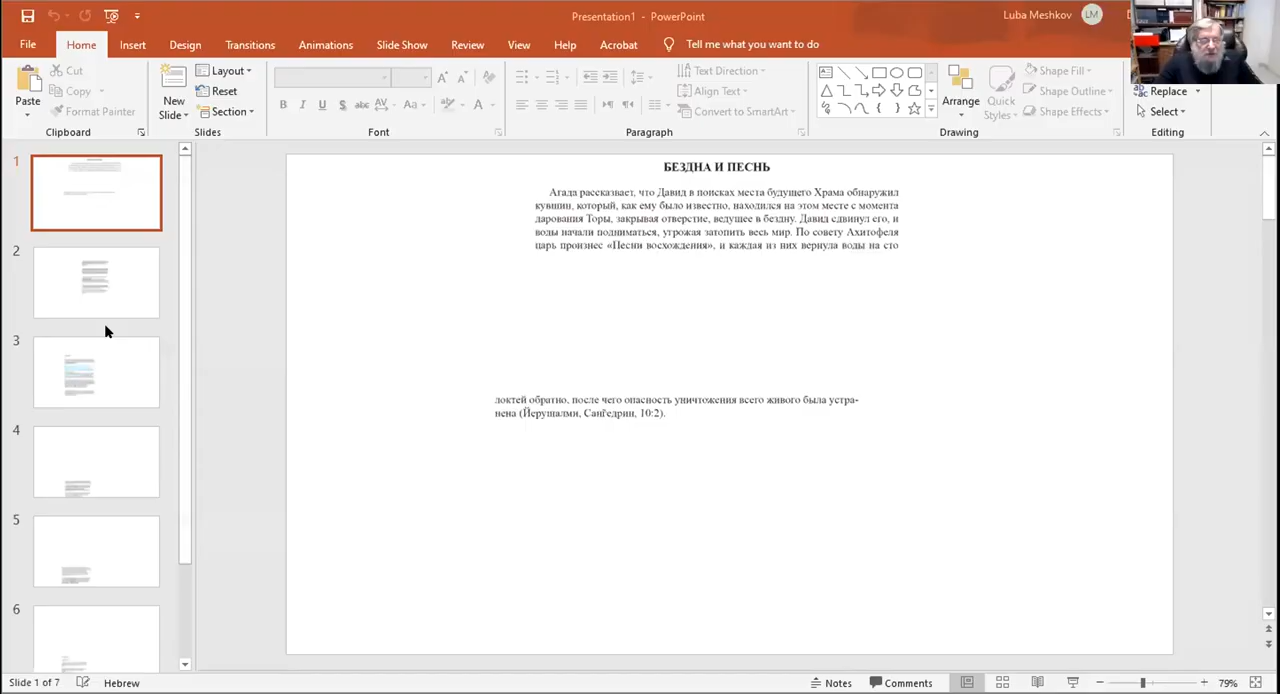 Presentation1 - PowerPoint
Luba Meshkov
LM
File
Home
Insert
Design
Transitions
Animations
Slide Show
Review
View
Help
Acrobat
Tell me what you want to do
Paste
Cut
Copy
Format Painter
Clipboard
New
Slide
Layout
Reset
Section
Slides
B I U S abc AV Aa A
Font
Paragraph
Text Direction
Align Text
Convert to SmartArt
Arrange
Quick
Styles
Shape Fill
Shape Outline
Shape Effects
Drawing
Replace
Select
Editing
1
2
3
4
5
6
БЕЗДНА И ПЕСНЬ
Агада рассказывает, что Давид в поисках места будущего Храма обнаружил
кувшин, который, как ему было известно, находился на этом месте с момента
дарования Торы, закрывая отверстие, ведущее в бездну. Давид сдвинул его, и
воды начали подниматься, угрожая затопить весь мир. По совету Ахитофеля
царь произнес «Песни восхождения», и каждая из них вернула воды на сто
локтей обратно, после чего опасность уничтожения всего живого была устра-
нена (Йерушалми, Санѓедрин, 10:2).
Slide 1 of 7
Hebrew
Notes
Comments
79%